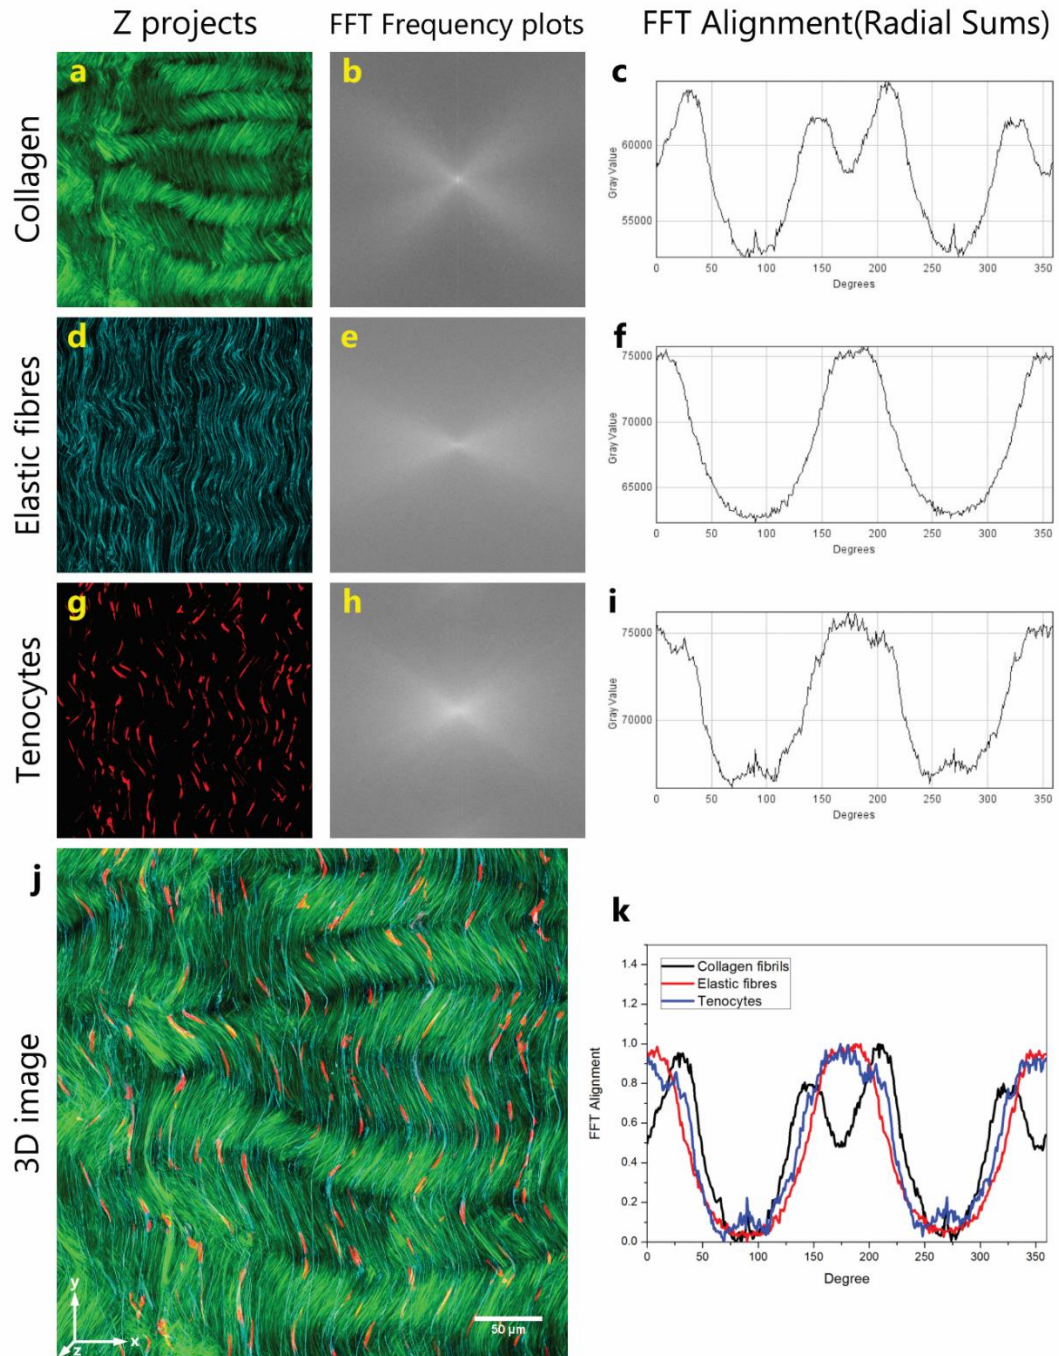 Z projects
FFT Frequency plots
FFT Alignment(Radial Sums)
Collagen
a
b
c
60000
55000
Gray Value
0 50 100 150 200 250 300 350
Degrees
Elastic fibres
d
e
f
75000
70000
65000
Gray Value
0 50 100 150 200 250 300 350
Degrees
Tenocytes
g
h
i
75000
70000
Gray Value
0 50 100 150 200 250 300 350
Degrees
3D image
j
y
x
z
50 µm
k
Collagen fibrils
Elastic fibres
Tenocytes
1.4
1.2
1.0
0.8
0.6
0.4
0.2
0.0
FFT Alignment
0 50 100 150 200 250 300 350
Degree